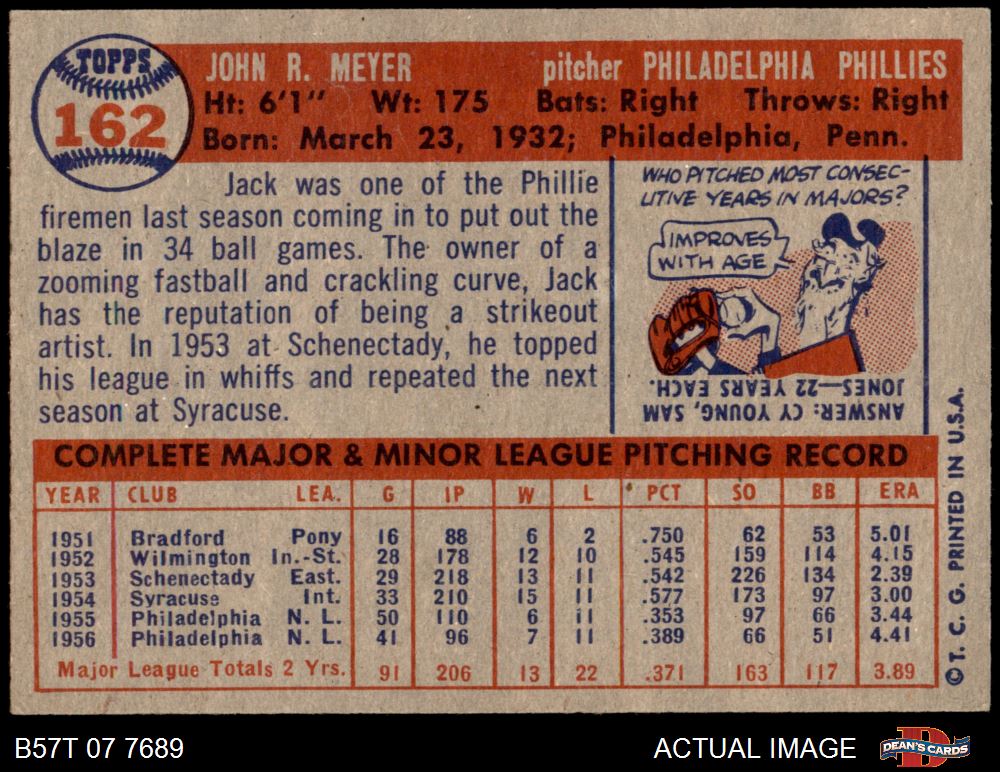 TOPPS
162
JOHN R. MEYER pitcher PHILADELPHIA PHILLIES
Ht: 6'1" Wt: 175 Bats: Right Throws: Right
Born: March 23, 1932; Philadelphia, Penn.
Jack was one of the Phillie
firemen last season coming in to put out the
blaze in 34 ball games. The owner of a
zooming fastball and crackling curve, Jack
has the reputation of being a strikeout
artist. In 1953 at Schenectady, he topped
his league in whiffs and repeated the next
season at Syracuse.
WHO PITCHED MOST CONSEC-
UTIVE YEARS IN MAJORS?
IMPROVES
WITH AGE
ANSWER: CY YOUNG, SAM
JONES—22 YEARS EACH.
COMPLETE MAJOR & MINOR LEAGUE PITCHING RECORD
YEAR CLUB LEA. G IP W L PCT SO BB ERA
1951 Bradford Pony 16 88 6 2 .750 62 53 5.01
1952 Wilmington In.-St. 28 178 12 10 .545 159 114 4.15
1953 Schenectady East. 29 218 13 11 .542 226 134 2.39
1954 Syracuse Int. 33 210 15 11 .577 173 97 3.00
1955 Philadelphia N. L. 50 110 6 11 .353 97 66 3.44
1956 Philadelphia N. L. 41 96 7 11 .389 66 51 4.41
Major League Totals 2 Yrs. 91 206 13 22 .371 163 117 3.89
© T. C. G. PRINTED IN U.S.A.
B57T 07 7689 ACTUAL IMAGE DEAN'S CARDS